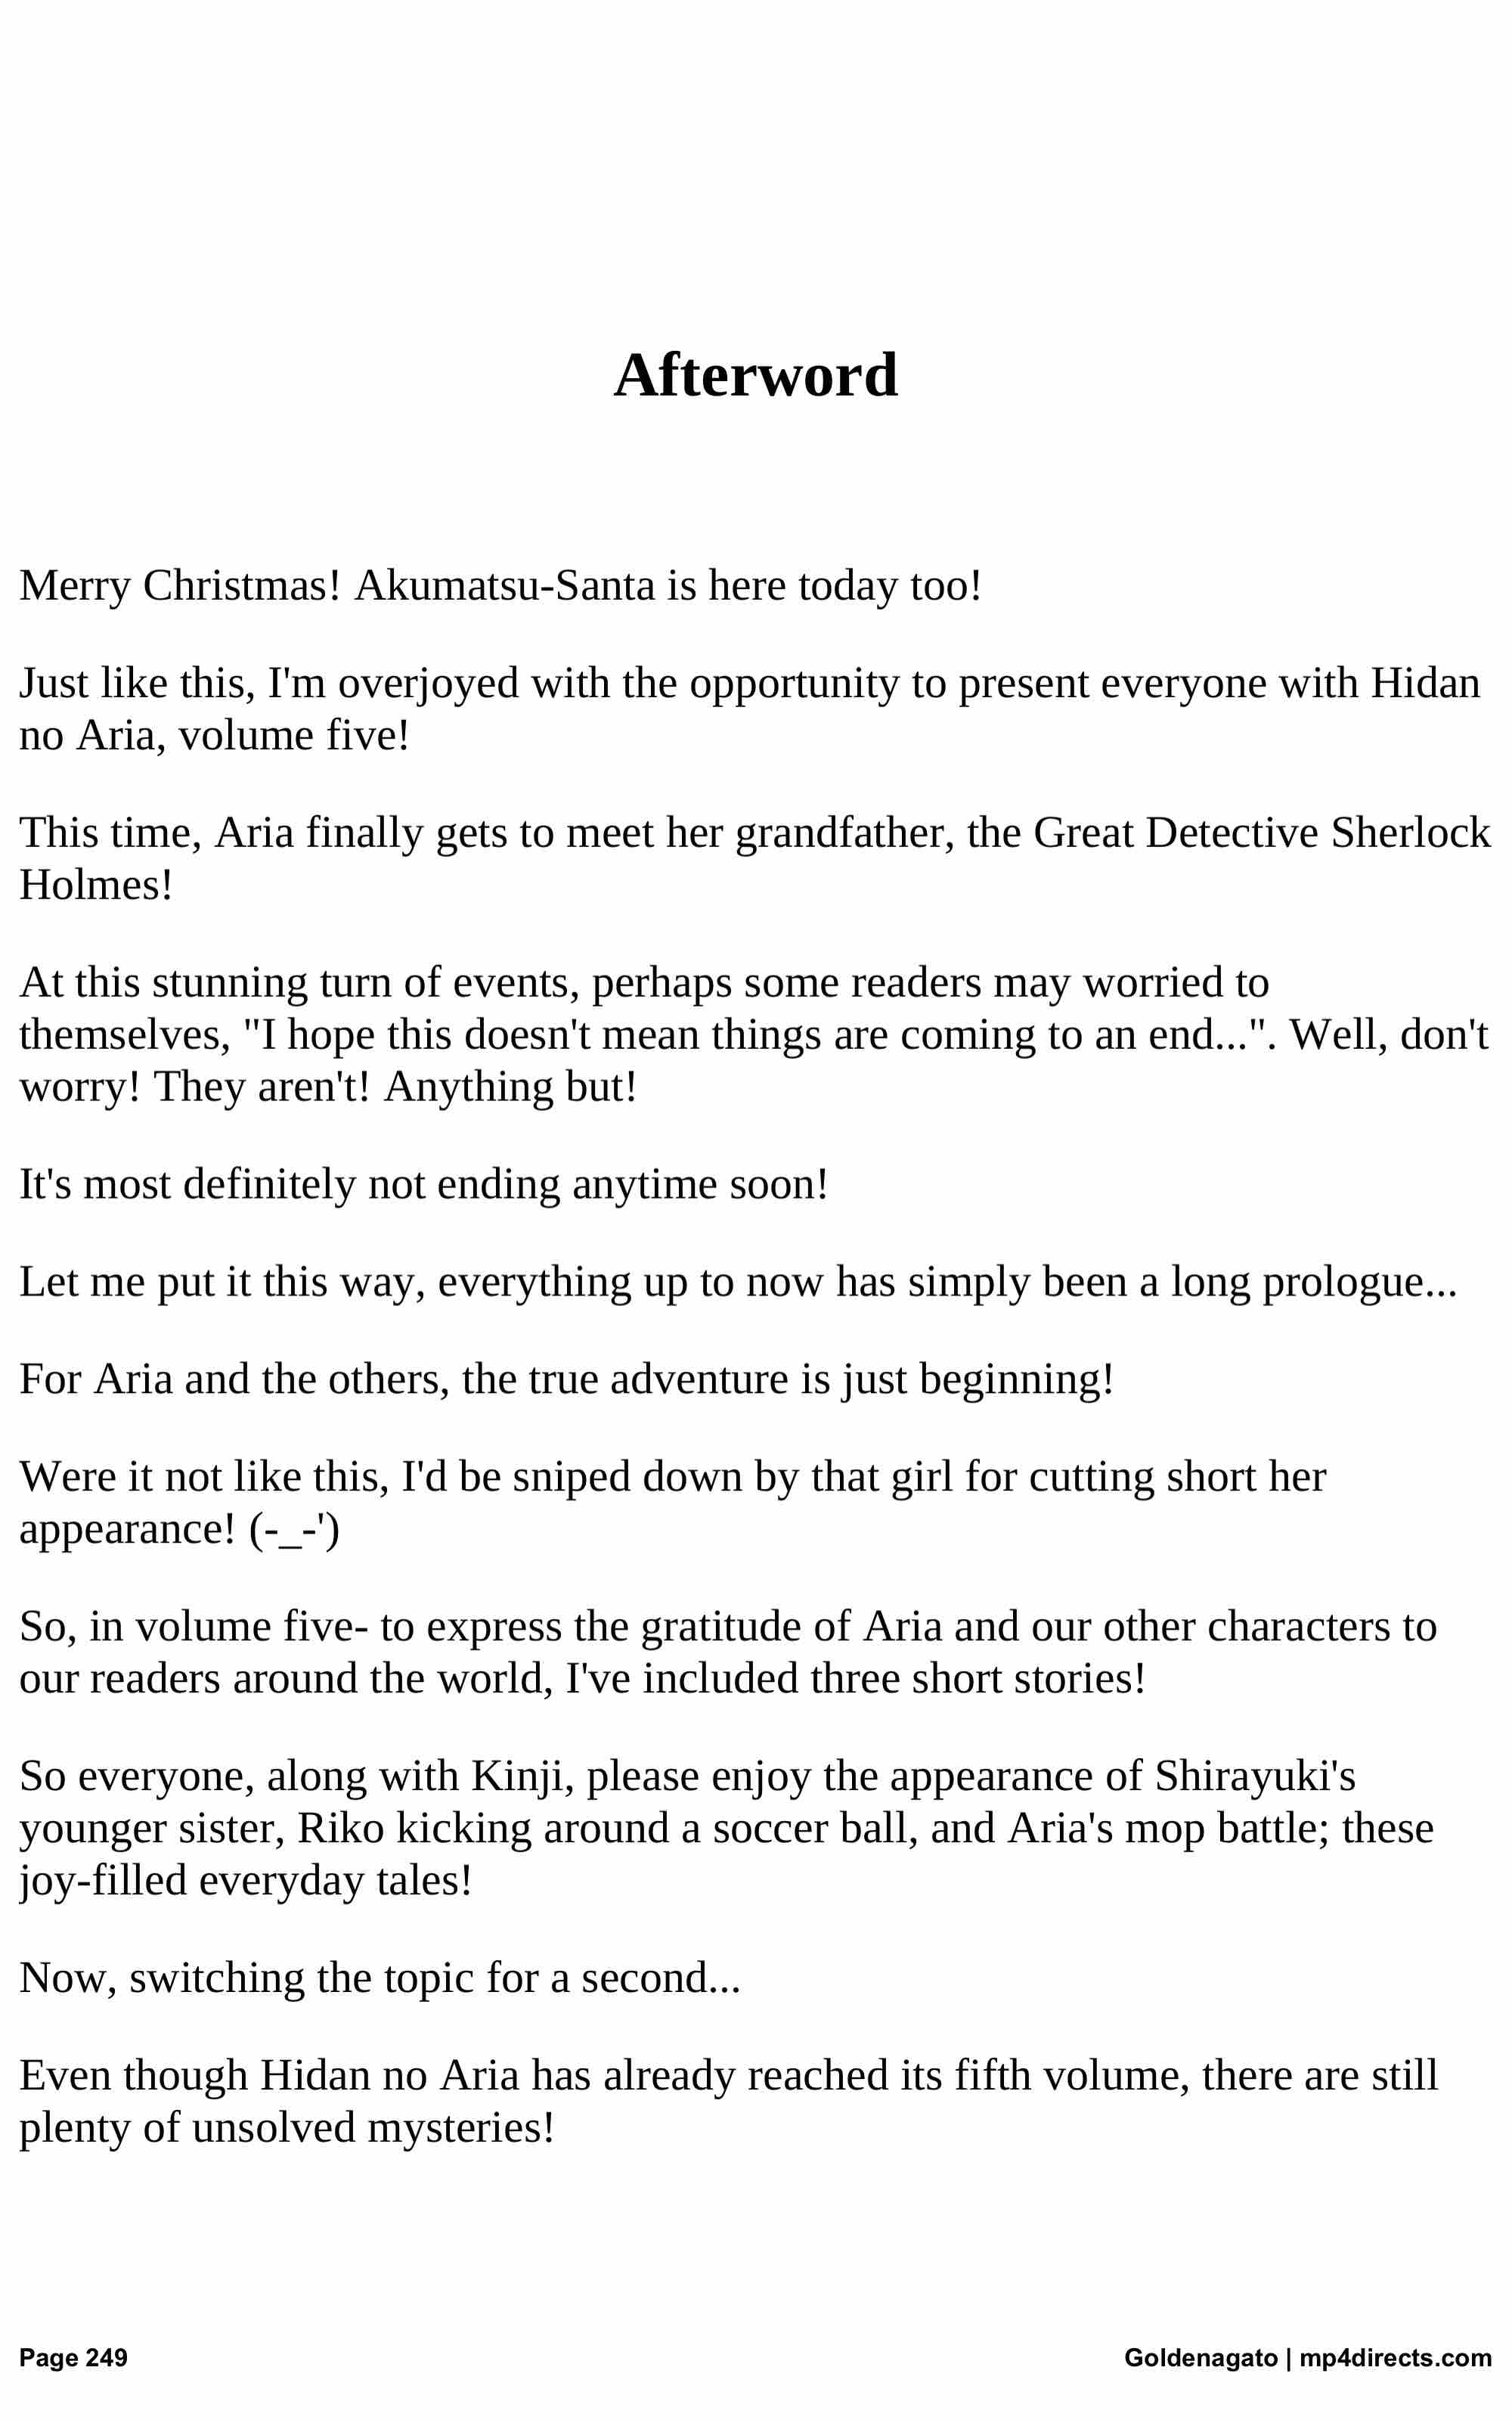 Afterword
Merry Christmas! Akumatsu-Santa is here today too!
Just like this, I'm overjoyed with the opportunity to present everyone with Hidan
no Aria, volume five!
This time, Aria finally gets to meet her grandfather, the Great Detective Sherlock
Holmes!
At this stunning turn of events, perhaps some readers may worried to
themselves, "I hope this doesn't mean things are coming to an end...". Well, don't
worry! They aren't! Anything but!
It's most definitely not ending anytime soon!
Let me put it this way, everything up to now has simply been a long prologue...
For Aria and the others, the true adventure is just beginning!
Were it not like this, I'd be sniped down by that girl for cutting short her
appearance! (-_-')
So, in volume five- to express the gratitude of Aria and our other characters to
our readers around the world, I've included three short stories!
So everyone, along with Kinji, please enjoy the appearance of Shirayuki's
younger sister, Riko kicking around a soccer ball, and Aria's mop battle; these
joy-filled everyday tales!
Now, switching the topic for a second...
Even though Hidan no Aria has already reached its fifth volume, there are still
plenty of unsolved mysteries!
Page 249
Goldenagato | mp4directs.com